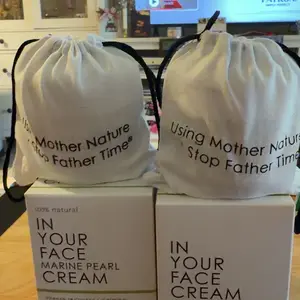 Using Mother Nature
Stop Father Time®
Using Mother Nature
Stop Father Time®
100% natural
IN
YOUR
FACE
MARINE PEARL
CREAM
IN
YOUR
FACE
CREAM